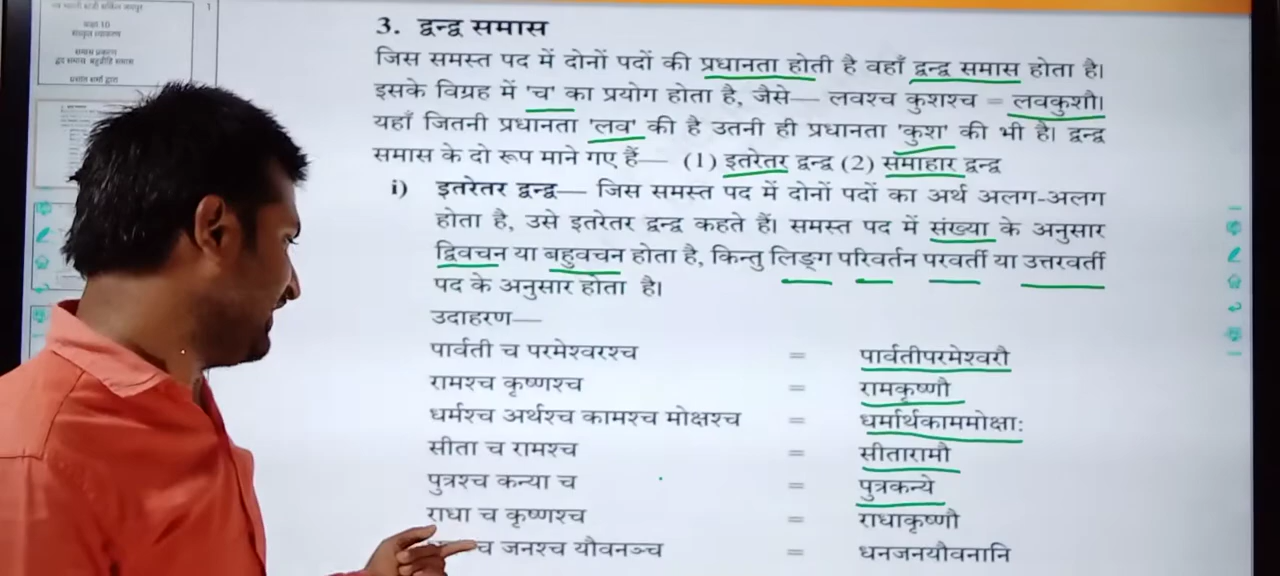 1
कक्षा 10
3. द्वन्द्व समास
जिस समस्त पद में दोनों पदों की प्रधानता होती है वहाँ द्वन्द्व समास होता है।
इसके विग्रह में 'च' का प्रयोग होता है, जैसे— लवश्च कुशश्च = लवकुशौ।
यहाँ जितनी प्रधानता 'लव' की है उतनी ही प्रधानता 'कुश' की भी है। द्वन्द्व
समास के दो रूप माने गए हैं— (1) इतरेतर द्वन्द्व (2) समाहार द्वन्द्व
i) इतरेतर द्वन्द्व— जिस समस्त पद में दोनों पदों का अर्थ अलग-अलग
होता है, उसे इतरेतर द्वन्द्व कहते हैं। समस्त पद में संख्या के अनुसार
द्विवचन या बहुवचन होता है, किन्तु लिङ्ग परिवर्तन परवर्ती या उत्तरवर्ती
पद के अनुसार होता है।
उदाहरण—
पार्वती च परमेश्वरश्च = पार्वतीपरमेश्वरौ
रामश्च कृष्णश्च = रामकृष्णौ
धर्मश्च अर्थश्च कामश्च मोक्षश्च = धर्मार्थकाममोक्षाः
सीता च रामश्च = सीतारामौ
पुत्रश्च कन्या च = पुत्रकन्ये
राधा च कृष्णश्च = राधाकृष्णौ
च जनश्च यौवनञ्च = धनजनयौवनानि